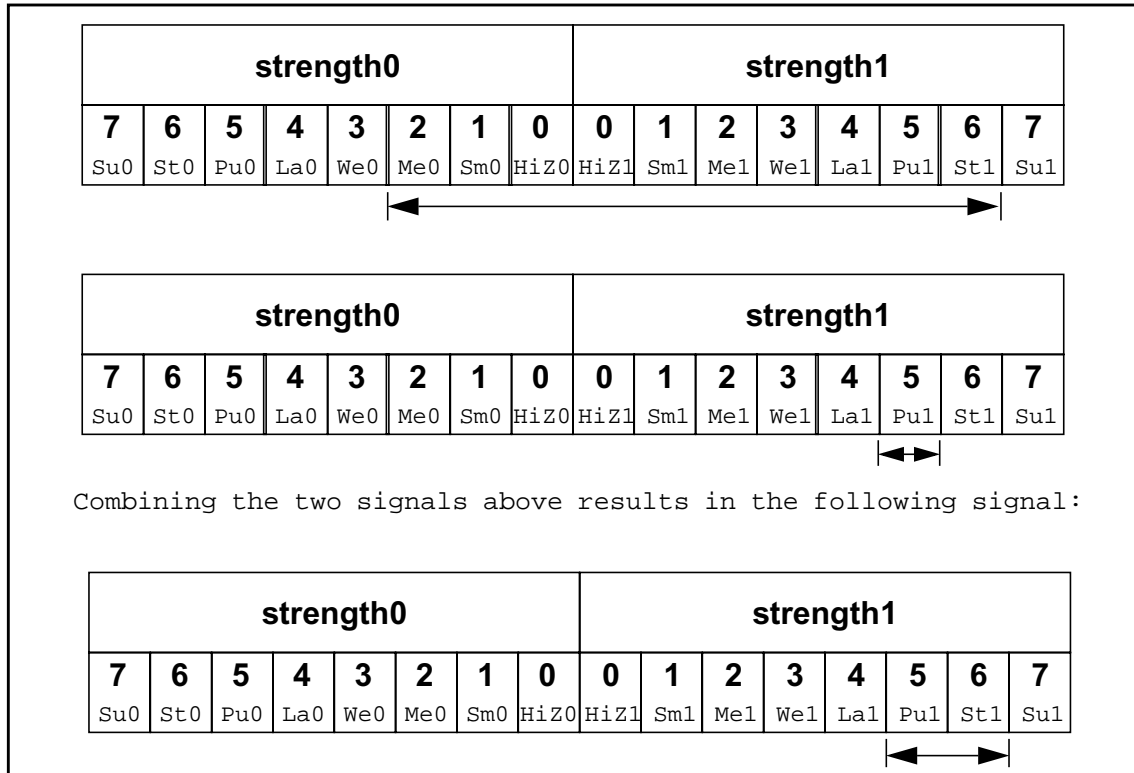 strength0 strength1
7 6 5 4 3 2 1 0 0 1 2 3 4 5 6 7
Su0 St0 Pu0 La0 We0 Me0 Sm0 HiZ0 HiZ1 Sm1 Me1 We1 La1 Pu1 St1 Su1
strength0 strength1
7 6 5 4 3 2 1 0 0 1 2 3 4 5 6 7
Su0 St0 Pu0 La0 We0 Me0 Sm0 HiZ0 HiZ1 Sm1 Me1 We1 La1 Pu1 St1 Su1
Combining the two signals above results in the following signal:
strength0 strength1
7 6 5 4 3 2 1 0 0 1 2 3 4 5 6 7
Su0 St0 Pu0 La0 We0 Me0 Sm0 HiZ0 HiZ1 Sm1 Me1 We1 La1 Pu1 St1 Su1